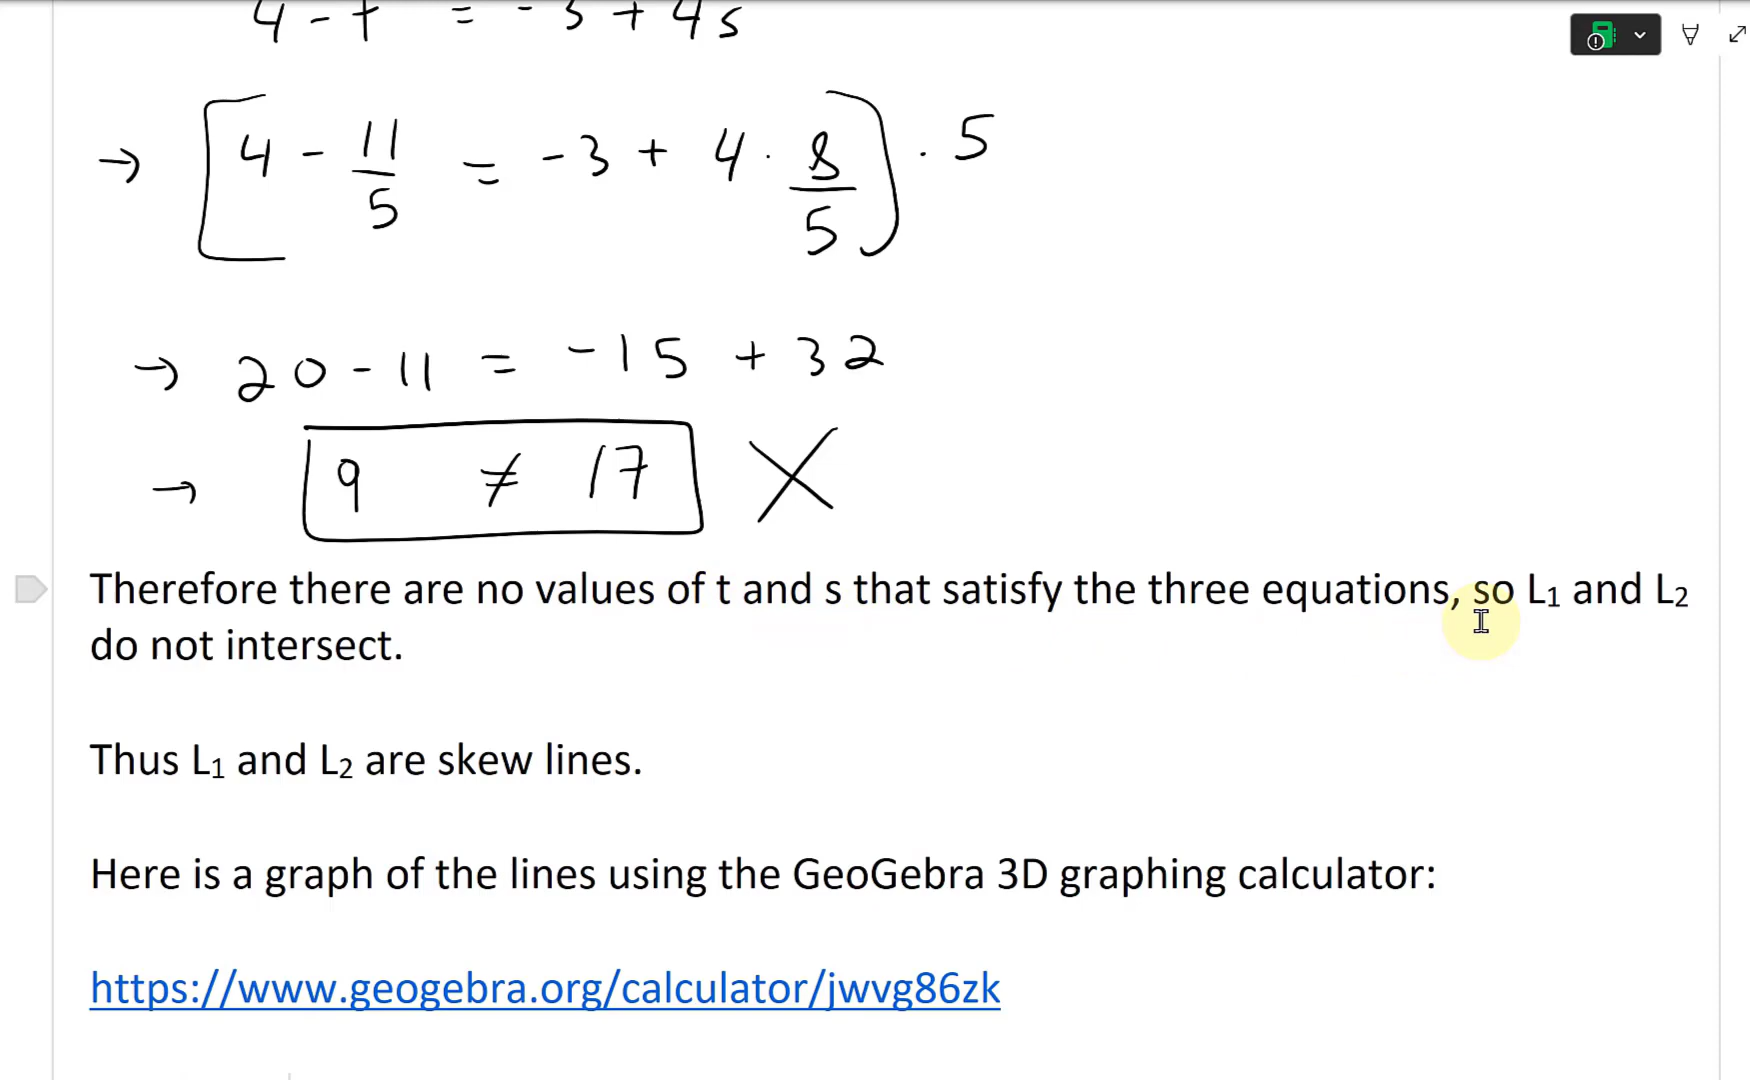 4 - t = -3 + 4s
→ [4 - 11/5 = -3 + 4 · 8/5) · 5
→ 20 - 11 = -15 + 32
→ 9 ≠ 17 X
Therefore there are no values of t and s that satisfy the three equations, so L₁ and L₂
do not intersect.
Thus L₁ and L₂ are skew lines.
Here is a graph of the lines using the GeoGebra 3D graphing calculator:
https://www.geogebra.org/calculator/jwvg86zk